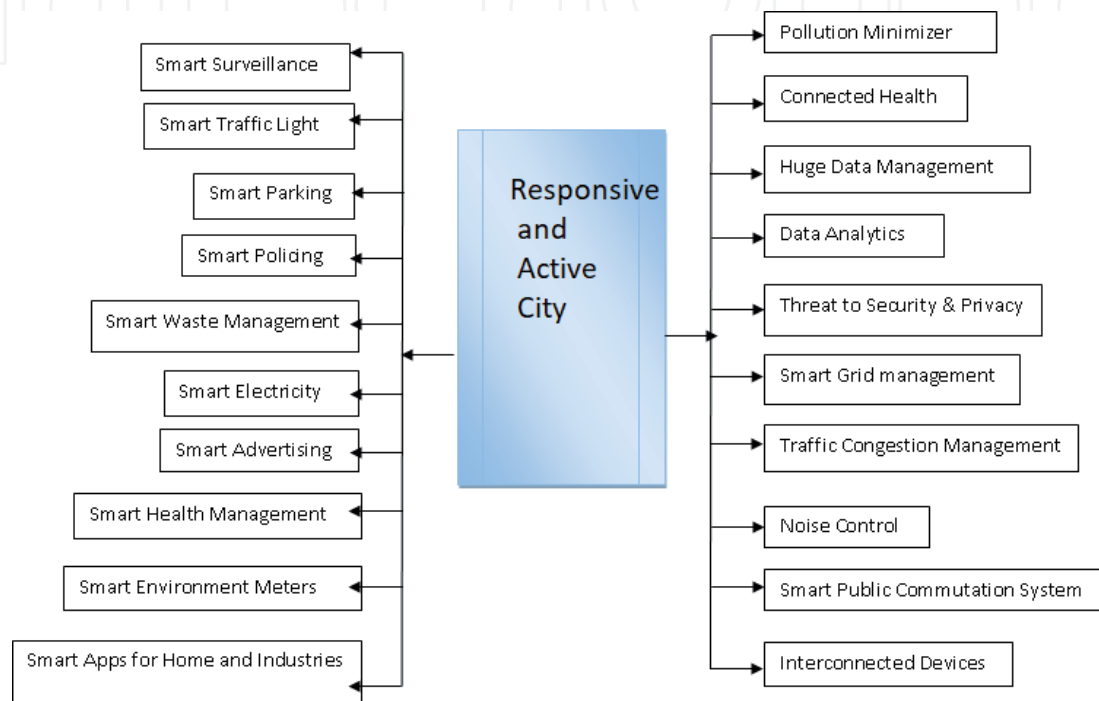 Smart Surveillance
Smart Traffic Light
Smart Parking
Smart Policing
Smart Waste Management
Smart Electricity
Smart Advertising
Smart Health Management
Smart Environment Meters
Smart Apps for Home and Industries
Responsive
and
Active
City
Pollution Minimizer
Connected Health
Huge Data Management
Data Analytics
Threat to Security & Privacy
Smart Grid management
Traffic Congestion Management
Noise Control
Smart Public Commutation System
Interconnected Devices